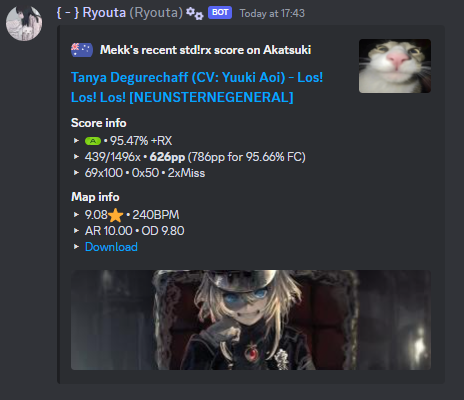 { - } Ryouta (Ryouta) BOT Today at 17:43
Mekk's recent std!rx score on Akatsuki
Tanya Degurechaff (CV: Yuuki Aoi) - Los!
Los! Los! [NEUNSTERNEGENERAL]
Score info
▸ A • 95.47% +RX
▸ 439/1496x • 626pp (786pp for 95.66% FC)
▸ 69x100 • 0x50 • 2xMiss
Map info
▸ 9.08⭐ • 240BPM
▸ AR 10.00 • OD 9.80
▸ Download